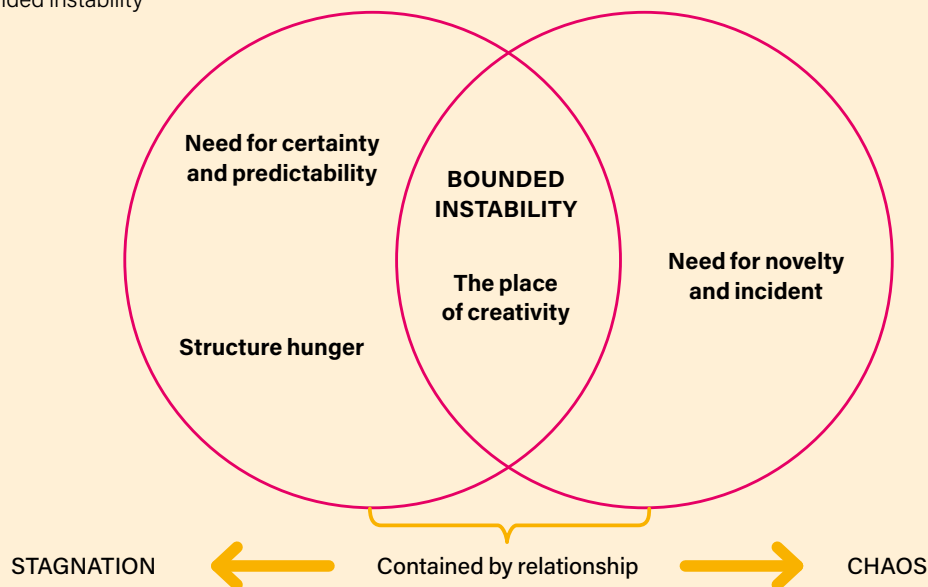 instability
Need for certainty
and predictability
Structure hunger
BOUNDED
INSTABILITY
The place
of creativity
Need for novelty
and incident
STAGNATION
Contained by relationship
CHAOS